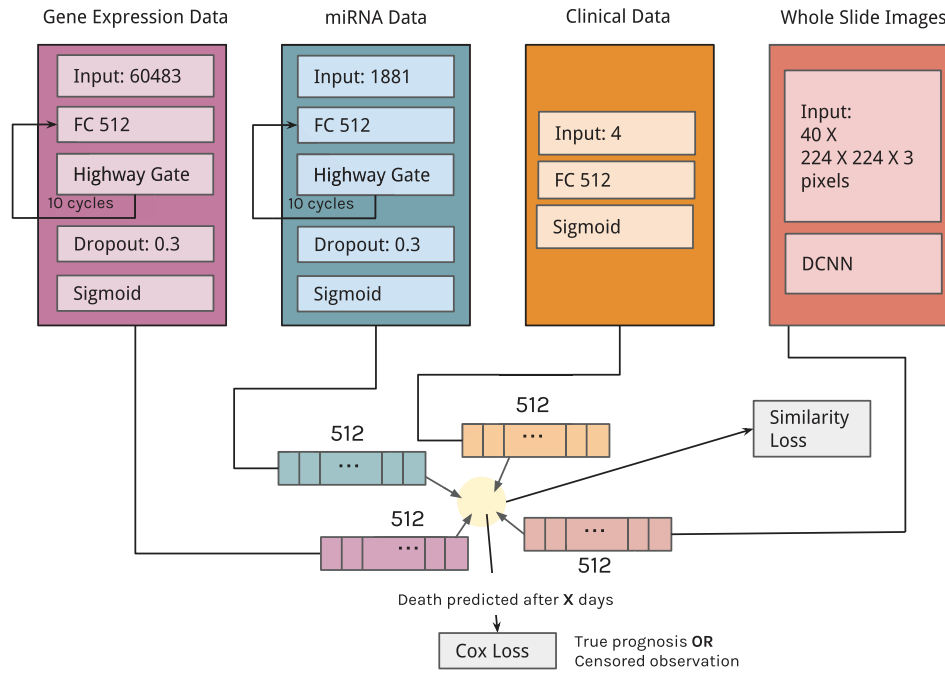 Gene Expression Data
miRNA Data
Clinical Data
Whole Slide Images
Input: 60483
FC 512
Highway Gate
10 cycles
Dropout: 0.3
Sigmoid
Input: 1881
FC 512
Highway Gate
10 cycles
Dropout: 0.3
Sigmoid
Input: 4
FC 512
Sigmoid
Input:
40 X
224 X 224 X 3
pixels
DCNN
512
...
512
...
512
...
...
512
Similarity
Loss
Death predicted after X days
Cox Loss
True prognosis OR
Censored observation